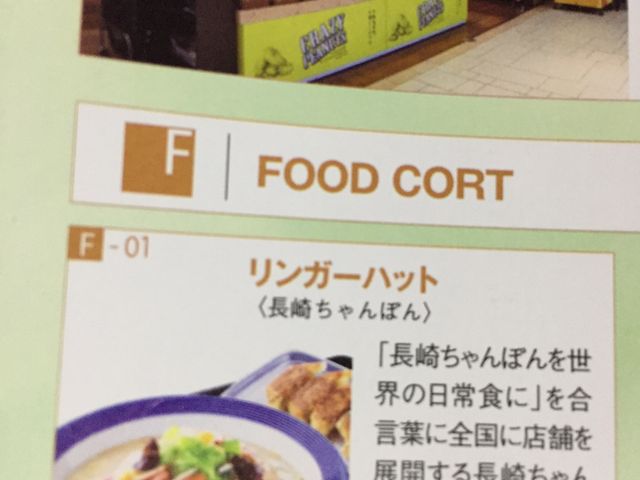 CRAZY
PEANUTS
F
FOOD CORT
F - 01
リンガーハット
〈長崎ちゃんぽん〉
「長崎ちゃんぽんを世
界の日常食に」を合
言葉に全国に店舗を
展開する長崎ちゃん